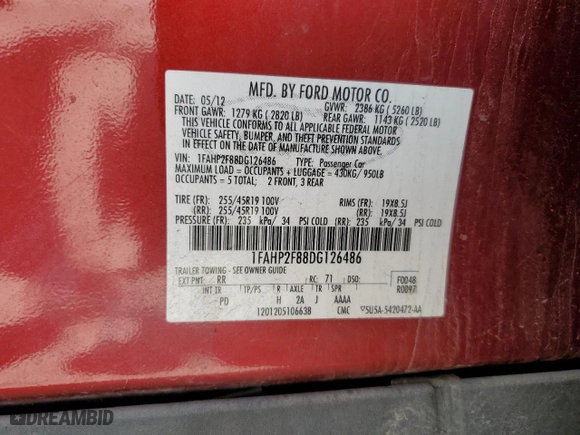 MFD. BY FORD MOTOR CO.
DATE: 05/12 GVWR: 2386 KG ( 5260 LB)
FRONT GAWR: 1279 KG ( 2820 LB) REAR GAWR: 1143 KG ( 2520 LB)
THIS VEHICLE CONFORMS TO ALL APPLICABLE FEDERAL MOTOR
VEHICLE SAFETY, BUMPER, AND THEFT PREVENTION STANDARDS
IN EFFECT ON THE DATE OF MANUFACTURE SHOWN ABOVE.
VIN: 1FAHP2F88DG126486 TYPE: Passenger Car
MAXIMUM LOAD = OCCUPANTS + LUGGAGE = 430KG/ 950LB
OCCUPANTS = 5 TOTAL; 2 FRONT, 3 REAR
TIRE (FR): 255/45R19 100V RIMS (FR): 19X8.5J
(RR): 255/45R19 100V (RR): 19X8.5J
PRESSURE (FR): 235 kPa/ 34 PSI COLD (RR): 235 kPa/ 34 PSI COLD
1FAHP2F88DG126486
TRAILER TOWING - SEE OWNER GUIDE
EXT PNT: RR RC: 71 DSO: F0048
INT TR TP/PS R AXLE TR SPR R0097
PD H 2A J AAAA
1201205106638 CMC 5U5A-5420472-AA
DREAMBID